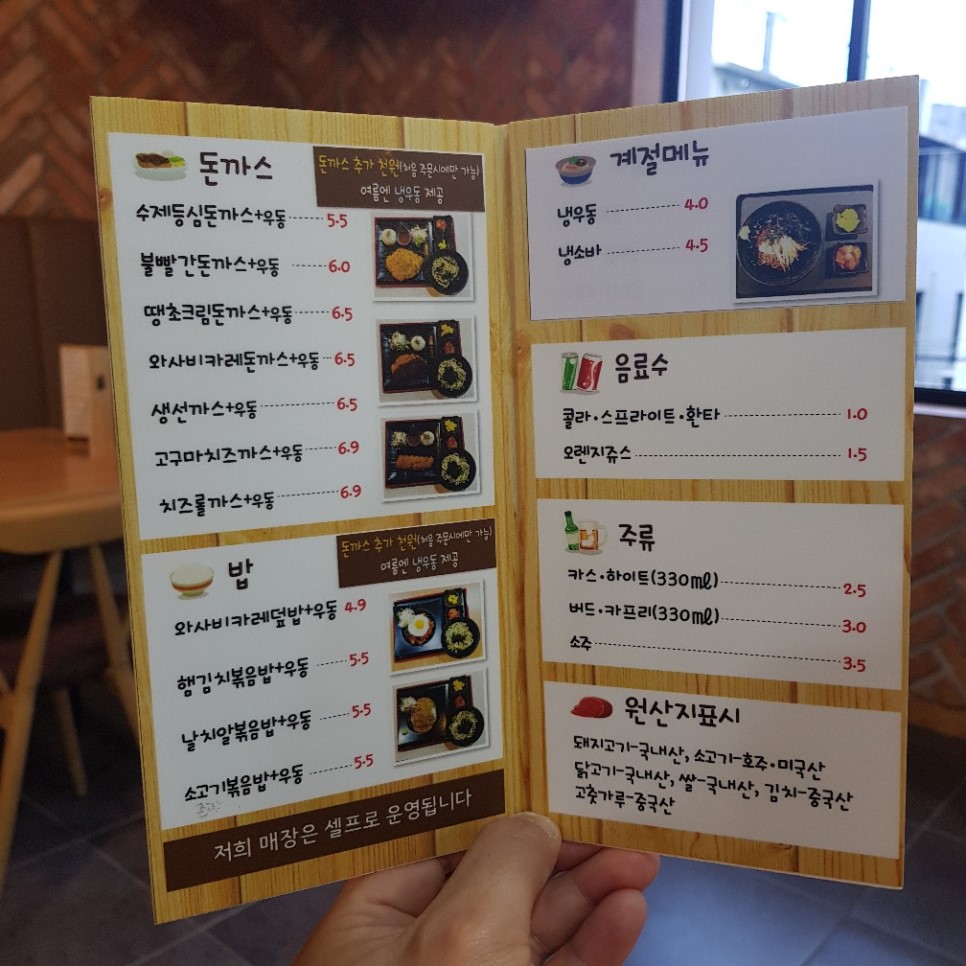 돈까스
돈까스 추가 천원(처음 주문시에만 가능)
여름엔 냉우동 제공
수제등심돈까스+우동 5.5
불빨간돈까스+우동 6.0
땡초크림돈까스+우동 6.5
와사비카레돈까스+우동 6.5
생선까스+우동 6.5
고구마치즈까스+우동 6.9
치즈롤까스+우동 6.9
밥
돈까스 추가 천원(처음 주문시에만 가능)
여름엔 냉우동 제공
와사비카레덮밥+우동 4.9
햄김치볶음밥+우동 5.5
날치알볶음밥+우동 5.5
소고기볶음밥+우동 5.5
저희 매장은 셀프로 운영됩니다
계절메뉴
냉우동 4.0
냉소바 4.5
음료수
콜라·스프라이트·환타 1.0
오렌지쥬스 1.5
주류
카스·하이트(330㎖) 2.5
버드·카프리(330㎖) 3.0
소주 3.5
원산지표시
돼지고기-국내산, 소고기-호주·미국산
닭고기-국내산, 쌀-국내산, 김치-중국산
고춧가루-중국산